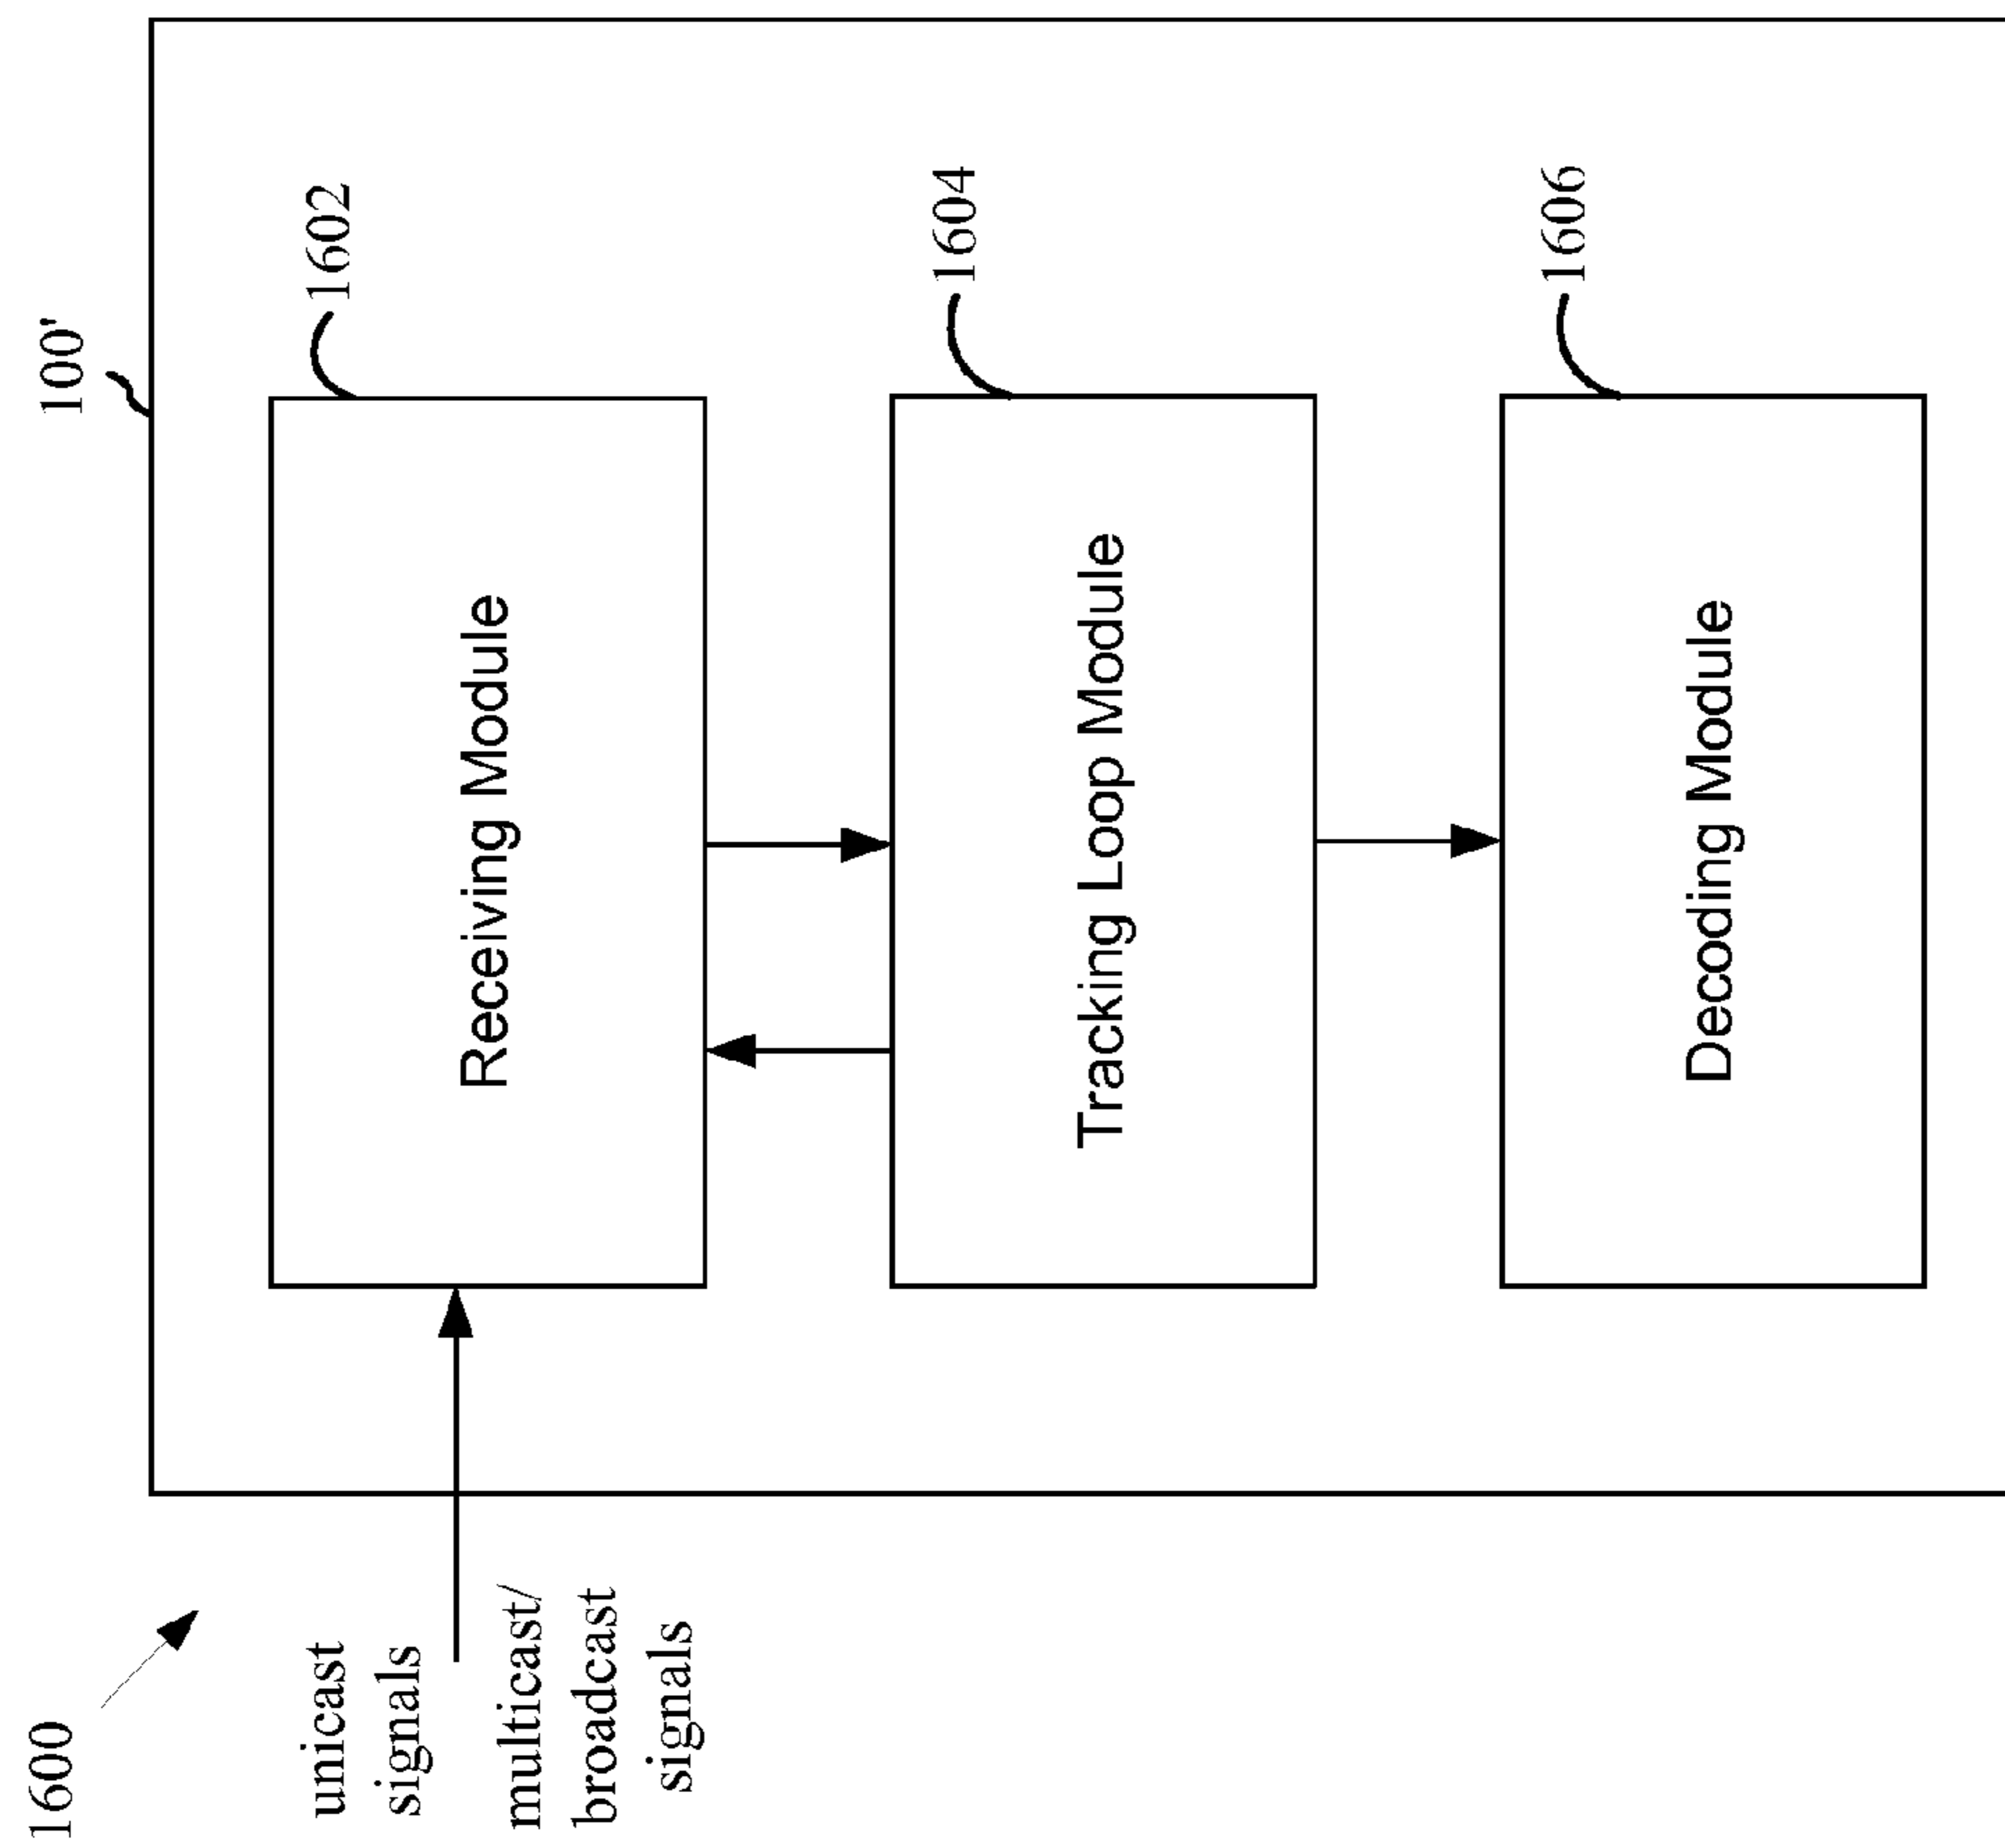 1600
100'
unicast
signals
multicast/
broadcast
signals
1602
Receiving Module
1604
Tracking Loop Module
1606
Decoding Module